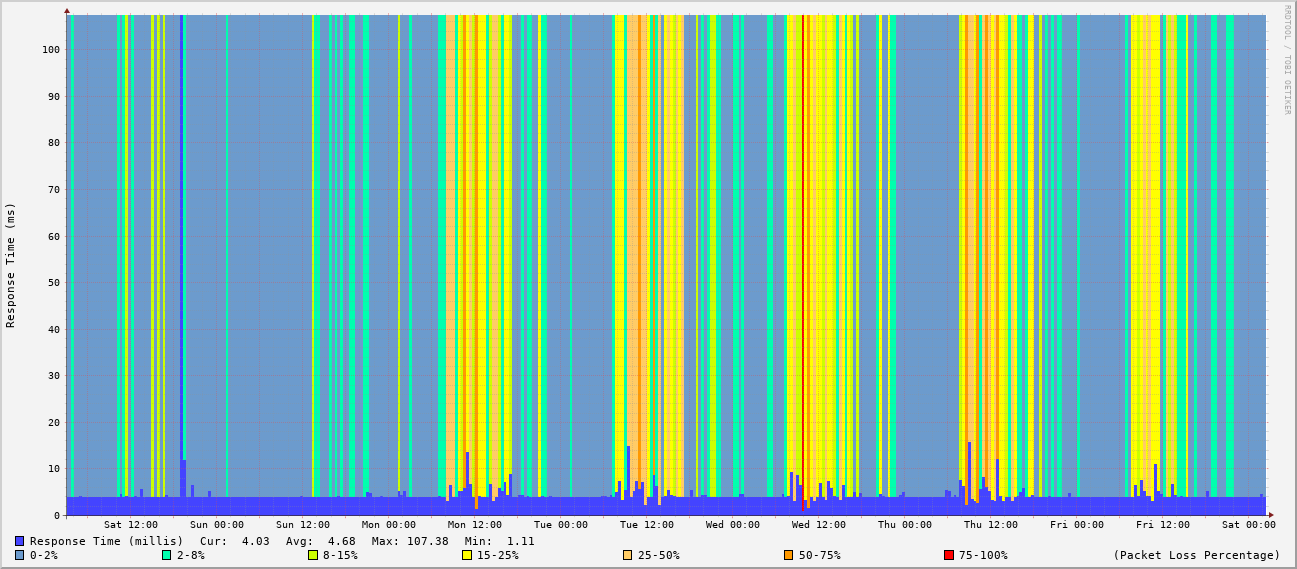 RRDTOOL / TOBI OETIKER
Response Time (ms)
100
90
80
70
60
50
40
30
20
10
0
Sat 12:00 Sun 00:00 Sun 12:00 Mon 00:00 Mon 12:00 Tue 00:00 Tue 12:00 Wed 00:00 Wed 12:00 Thu 00:00 Thu 12:00 Fri 00:00 Fri 12:00 Sat 00:00
Response Time (millis) Cur: 4.03 Avg: 4.68 Max: 107.38 Min: 1.11
0-2% 2-8% 8-15% 15-25% 25-50% 50-75% 75-100% (Packet Loss Percentage)